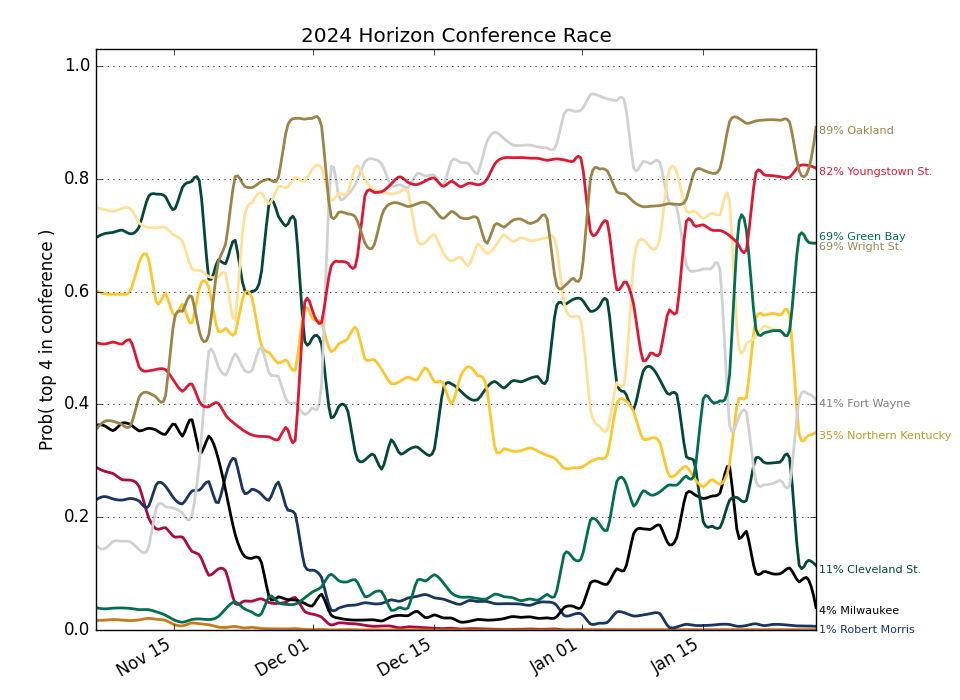 2024 Horizon Conference Race
Prob( top 4 in conference )
1.0
0.8
0.6
0.4
0.2
0.0
Nov 15
Dec 01
Dec 15
Jan 01
Jan 15
89% Oakland
82% Youngstown St.
69% Green Bay
69% Wright St.
41% Fort Wayne
35% Northern Kentucky
11% Cleveland St.
4% Milwaukee
1% Robert Morris